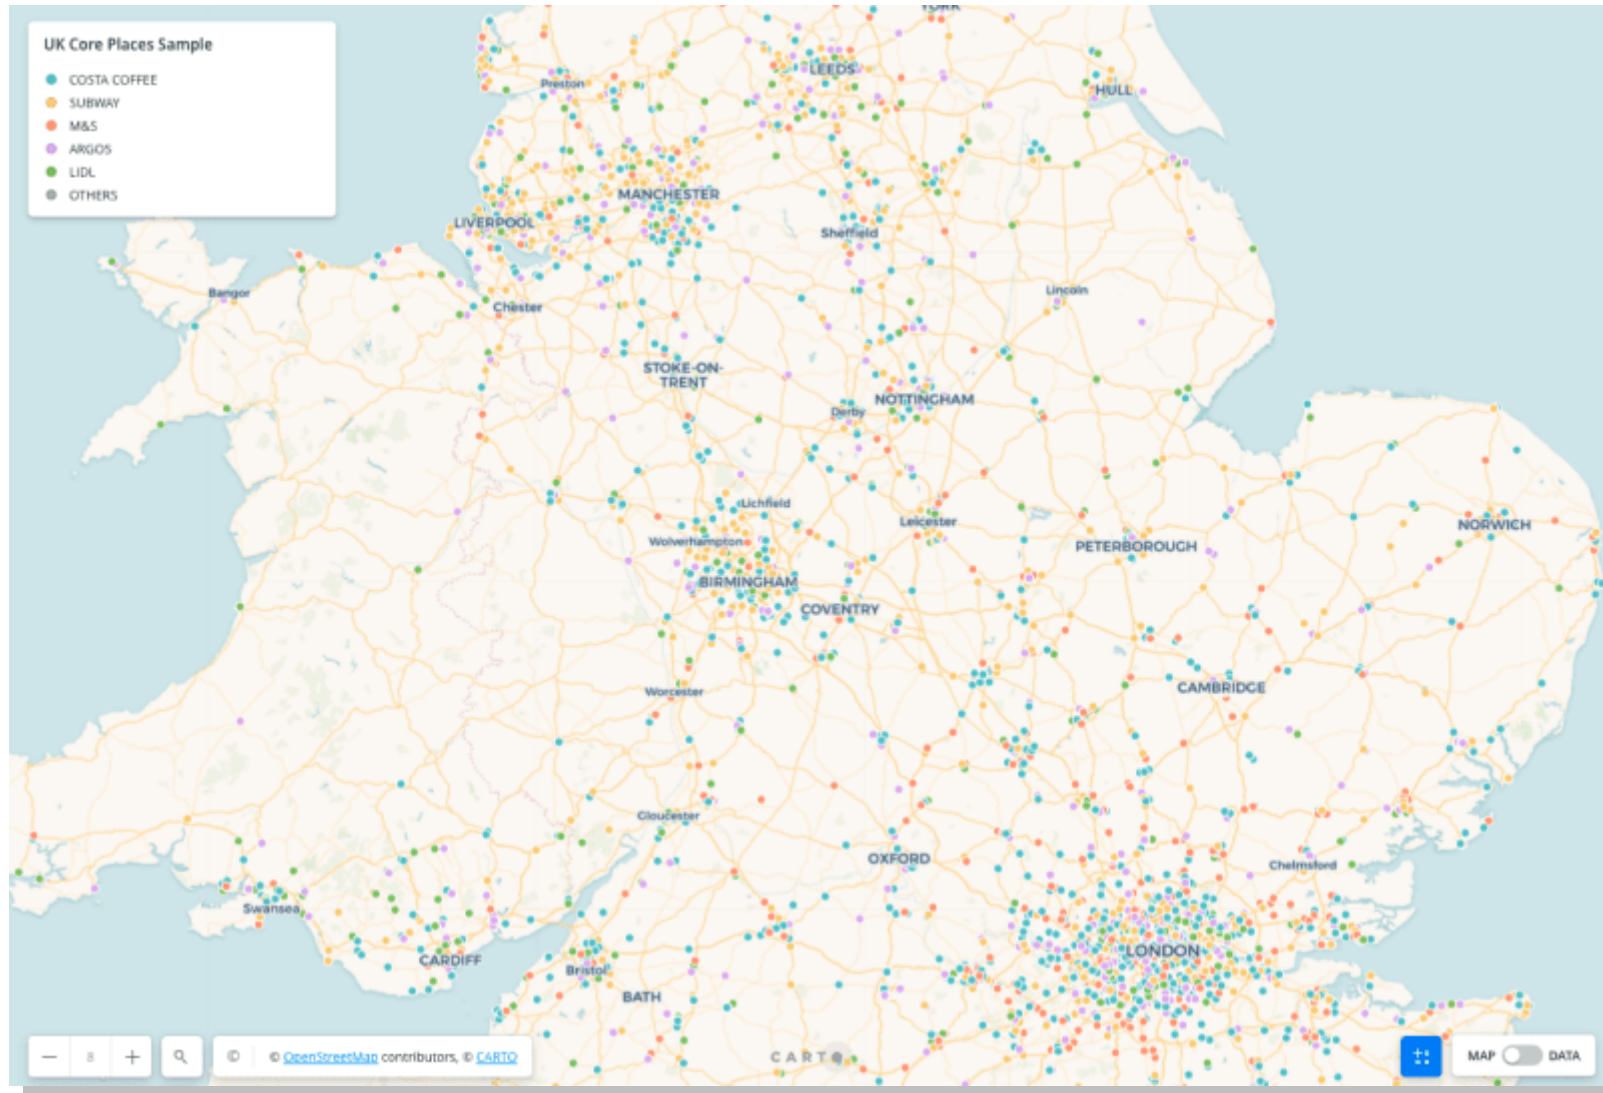 YORK
UK Core Places Sample
COSTA COFFEE
SUBWAY
M&S
ARGOS
LIDL
OTHERS
LEEDS
Preston
HULL
MANCHESTER
LIVERPOOL
Sheffield
Bangor
Lincoln
Chester
STOKE-ON-
TRENT
NOTTINGHAM
Derby
Lichfield
Leicester
NORWICH
Wolverhampton
PETERBOROUGH
BIRMINGHAM
COVENTRY
CAMBRIDGE
Worcester
Gloucester
OXFORD
Chelmsford
Swansea
LONDON
CARDIFF
Bristol
BATH
− 8 +
© © OpenStreetMap contributors, © CARTO
CARTO
MAP DATA